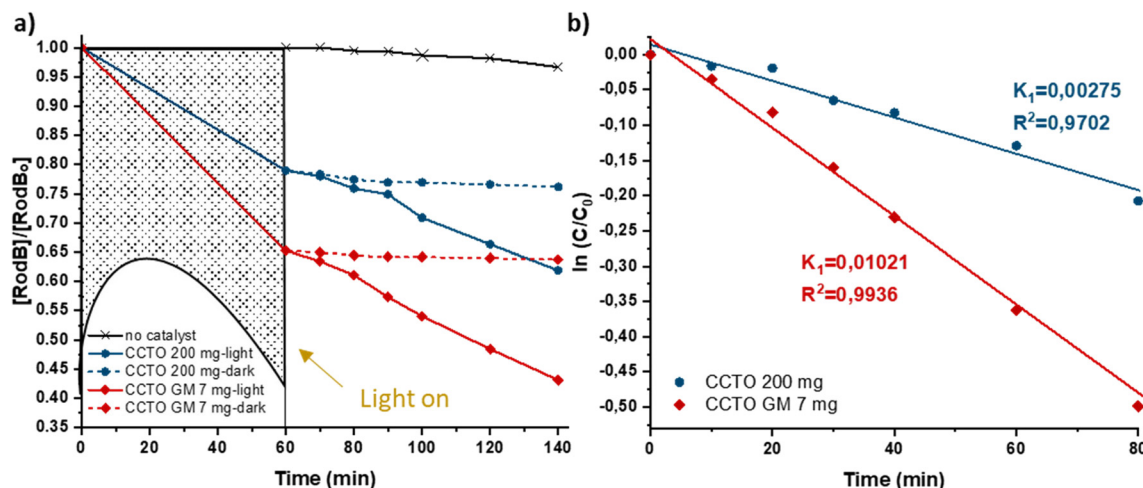 a)
[RodB]/[RodB₀]
1.00
0.95
0.90
0.85
0.80
0.75
0.70
0.65
0.60
0.55
0.50
0.45
0.40
0.35
no catalyst
CCTO 200 mg-light
CCTO 200 mg-dark
CCTO GM 7 mg-light
CCTO GM 7 mg-dark
Light on
0 20 40 60 80 100 120 140
Time (min)
b)
ln (C/C₀)
0,00
-0,05
-0,10
-0,15
-0,20
-0,25
-0,30
-0,35
-0,40
-0,45
-0,50
K₁=0,00275
R²=0,9702
K₁=0,01021
R²=0,9936
CCTO 200 mg
CCTO GM 7 mg
0 20 40 60 80
Time (min)